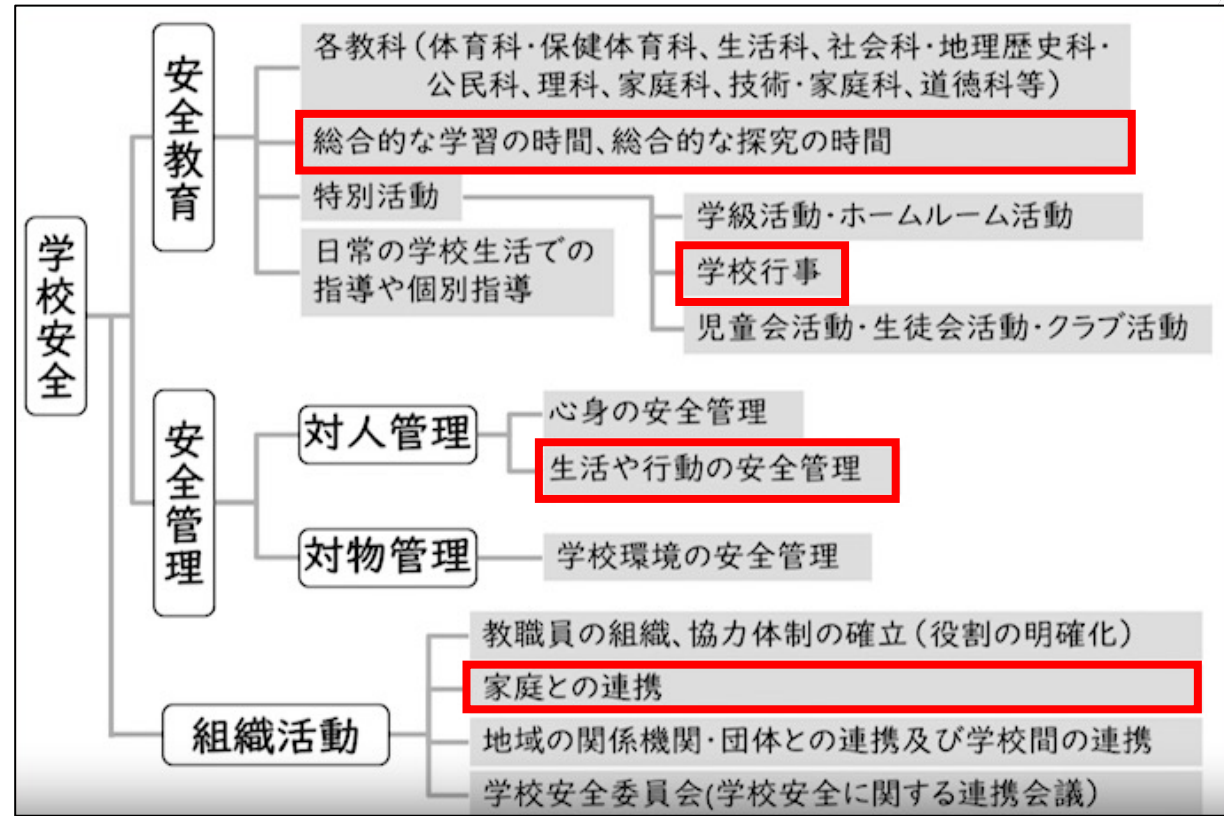 学校安全
安全教育
各教科(体育科・保健体育科、生活科、社会科・地理歴史科・
公民科、理科、家庭科、技術・家庭科、道徳科等)
総合的な学習の時間、総合的な探究の時間
特別活動
学級活動・ホームルーム活動
学校行事
児童会活動・生徒会活動・クラブ活動
日常の学校生活での
指導や個別指導
安全管理
対人管理
心身の安全管理
生活や行動の安全管理
対物管理
学校環境の安全管理
組織活動
教職員の組織、協力体制の確立(役割の明確化)
家庭との連携
地域の関係機関・団体との連携及び学校間の連携
学校安全委員会(学校安全に関する連携会議)